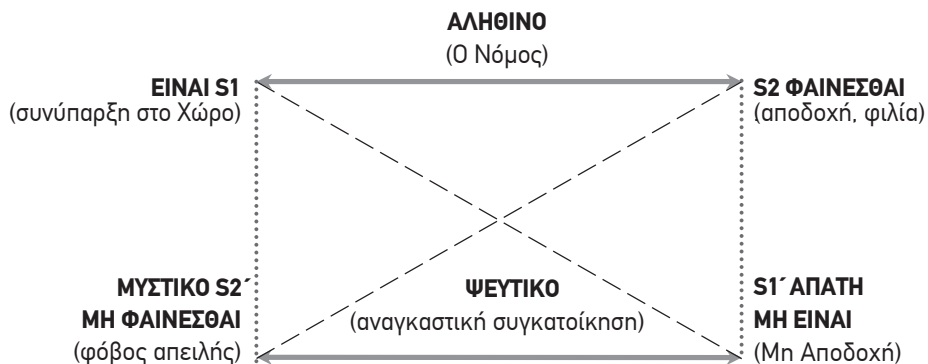 ΑΛΗΘΙΝΟ
(Ο Νόμος)
ΕΙΝΑΙ S1
(συνύπαρξη στο Χώρο)
S2 ΦΑΙΝΕΣΘΑΙ
(αποδοχή, φιλία)
ΜΥΣΤΙΚΟ S2´
ΜΗ ΦΑΙΝΕΣΘΑΙ
(φόβος απειλής)
ΨΕΥΤΙΚΟ
(αναγκαστική συγκατοίκηση)
S1´ ΑΠΑΤΗ
ΜΗ ΕΙΝΑΙ
(Μη Αποδοχή)